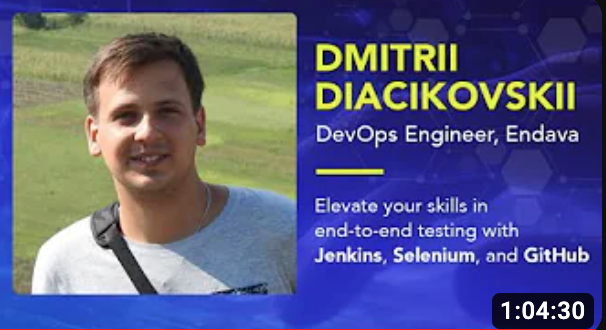 DMITRII
DIACIKOVSKII
DevOps Engineer, Endava
Elevate your skills in
end-to-end testing with
Jenkins, Selenium, and GitHub
1:04:30